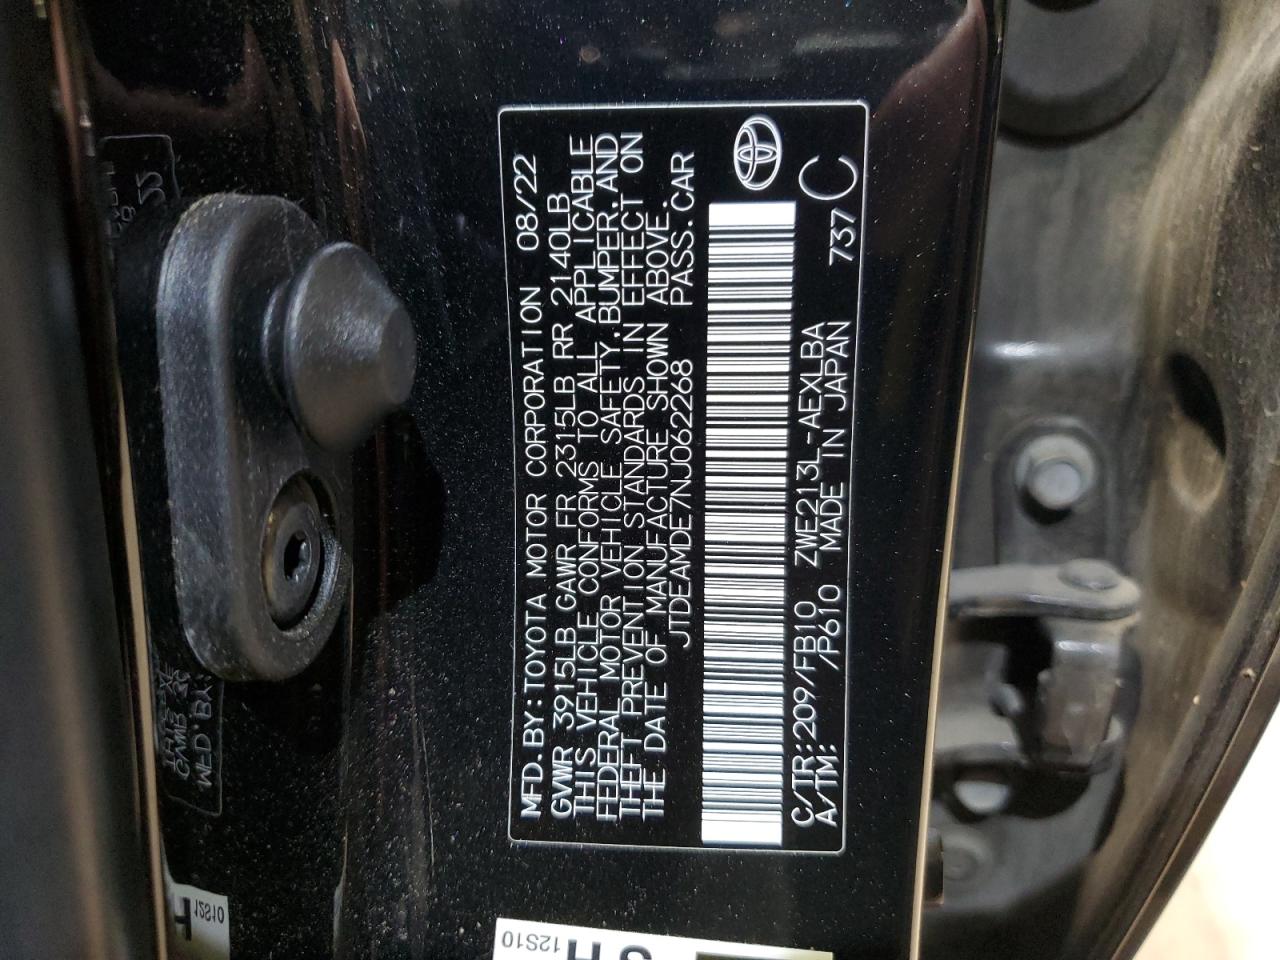 MFD.BY:TOYOTA MOTOR CORPORATION 08/22
GVWR 3915LB GAWR FR 2315LB RR 2140LB
THIS VEHICLE CONFORMS TO ALL APPLICABLE
FEDERAL MOTOR VEHICLE SAFETY,BUMPER,AND
THEFT PREVENTION STANDARDS IN EFFECT ON
THE DATE OF MANUFACTURE SHOWN ABOVE.
JTDEAMDE7NJ062268 PASS.CAR
C/TR:209/FB10 ZWE213L-AEXLBA 737 C
A/TM: /P610 MADE IN JAPAN
12S10
12S10